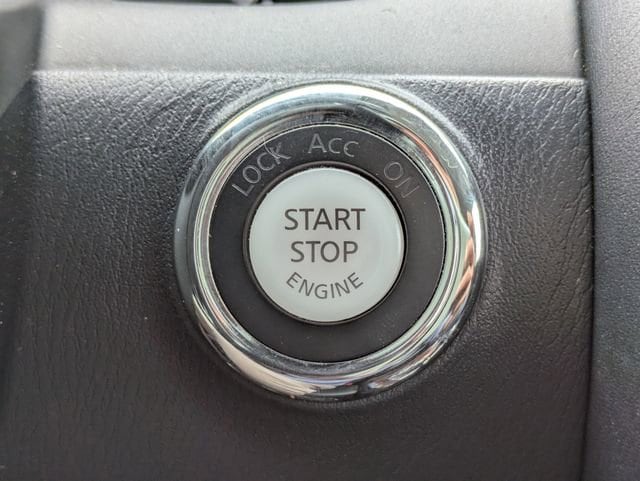 LOCK Acc ON
START
STOP
ENGINE